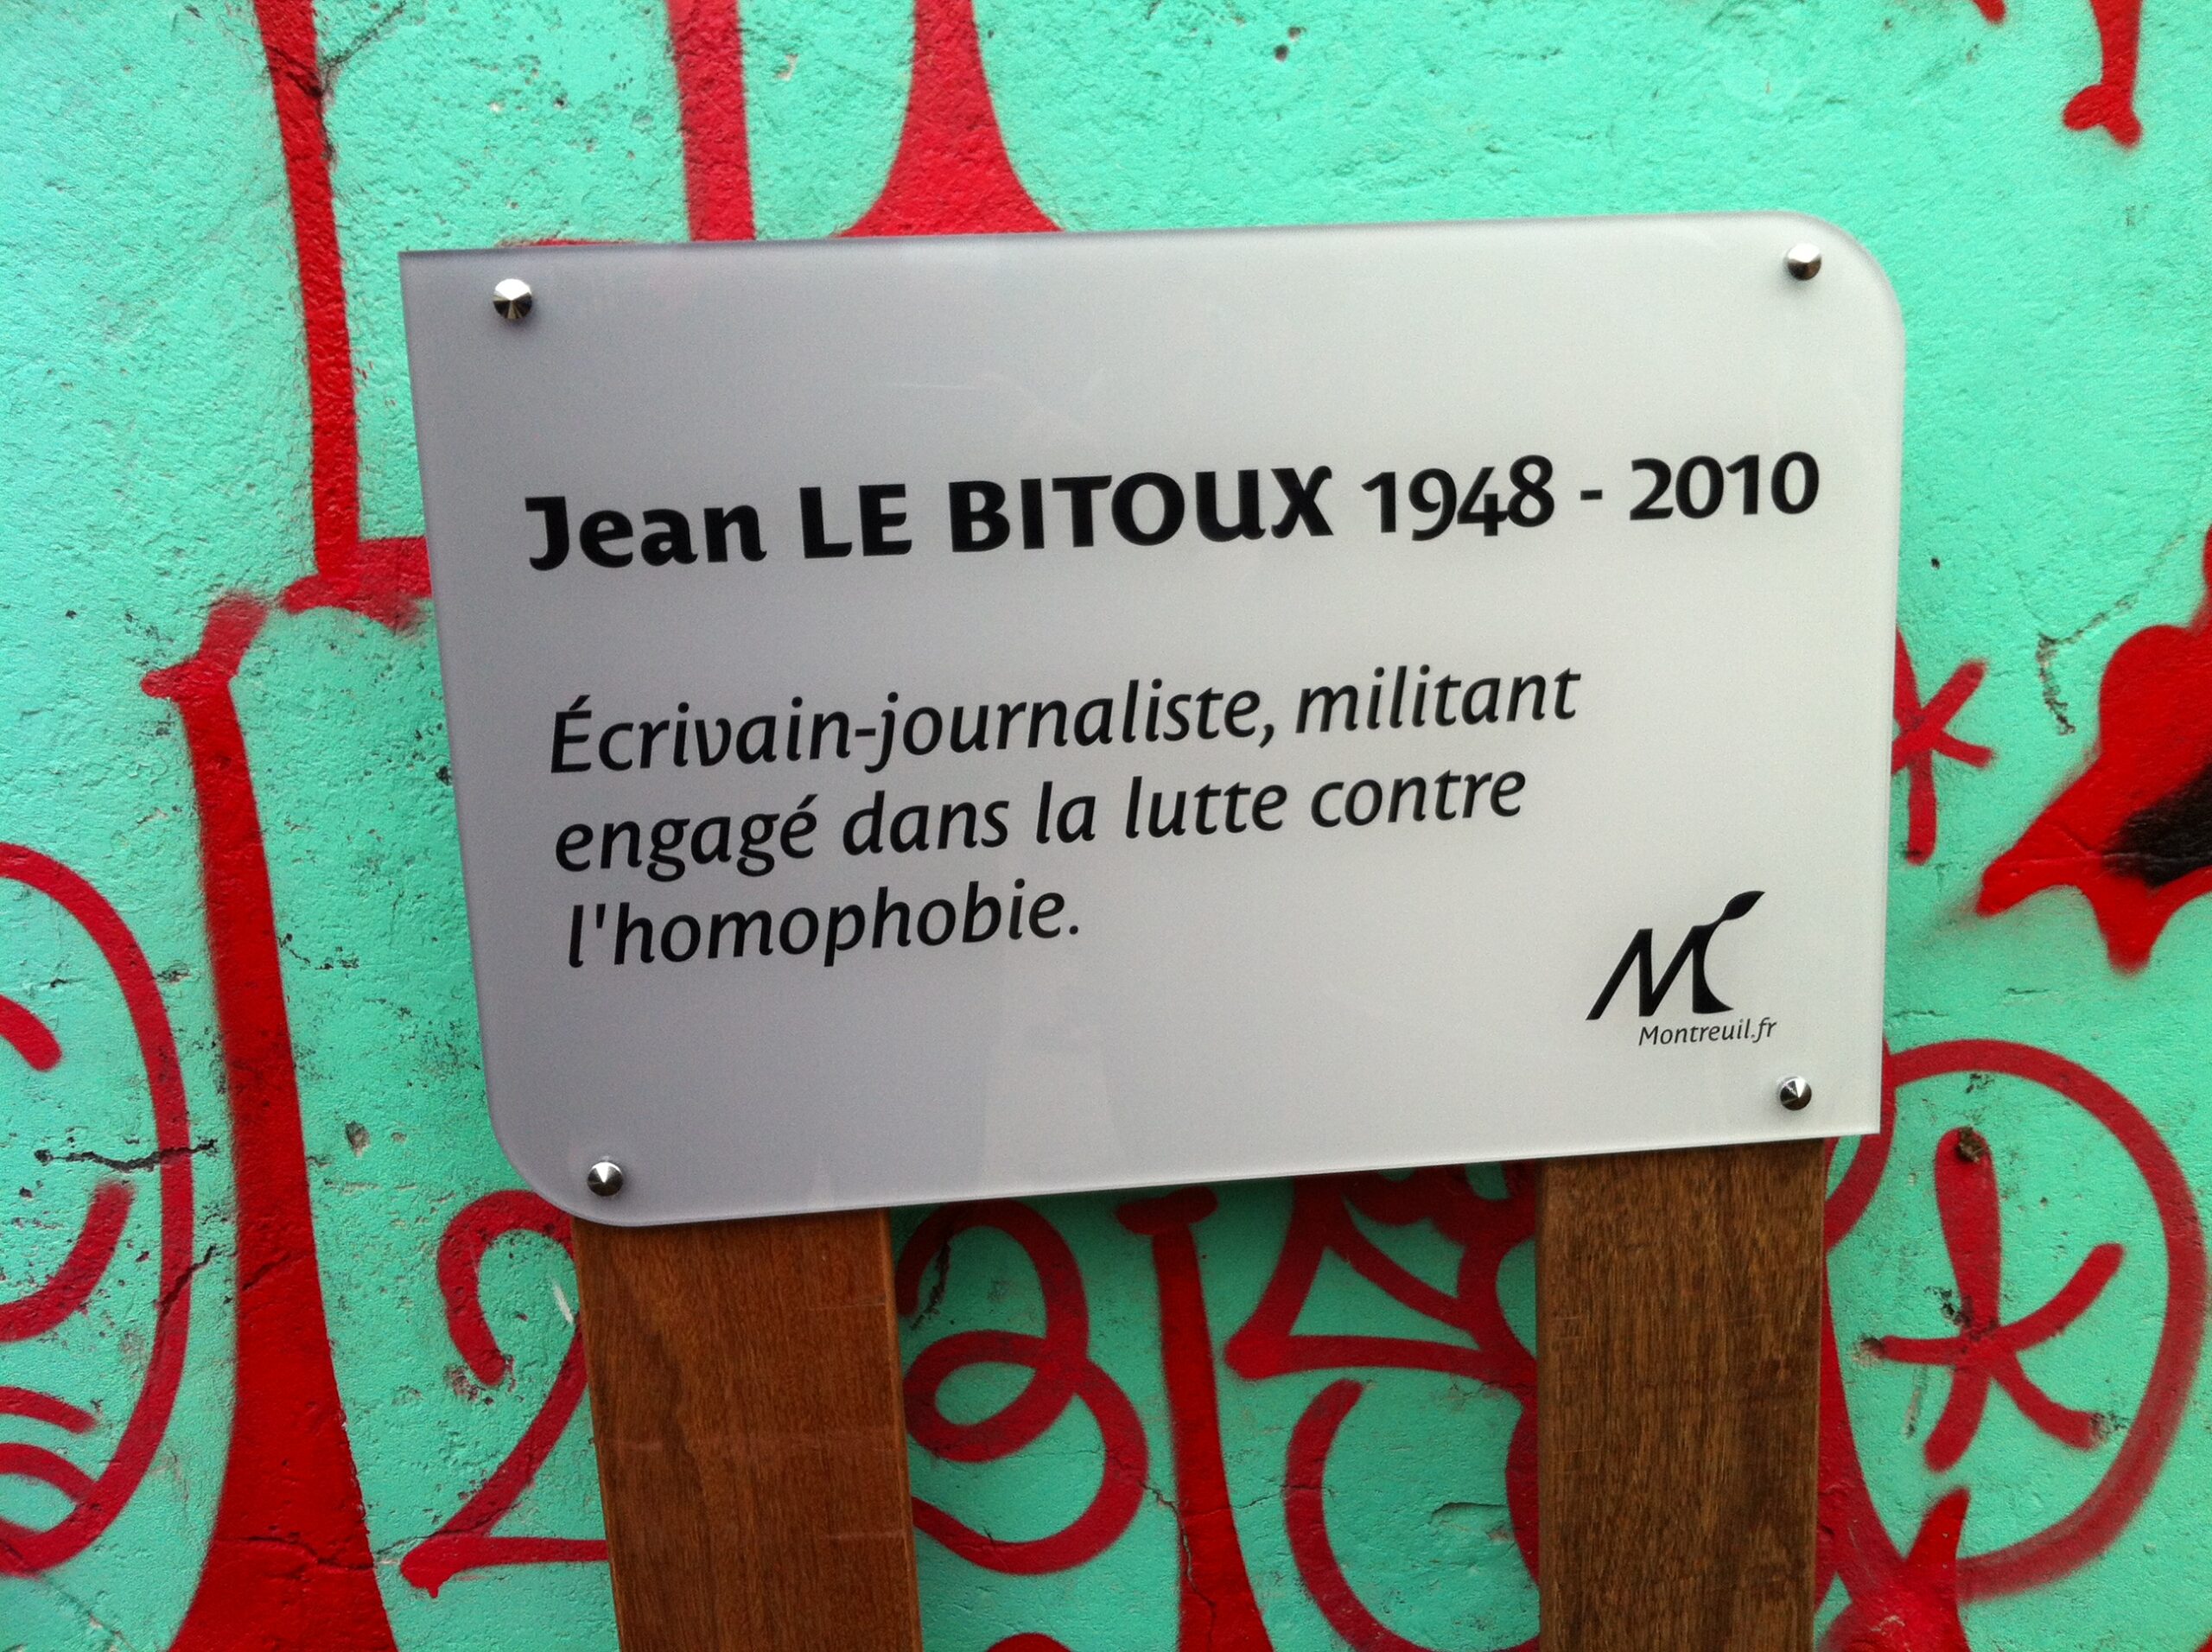 Jean LE BITOUX 1948 - 2010
Écrivain-journaliste, militant
engagé dans la lutte contre
l'homophobie.
M
Montreuil.fr